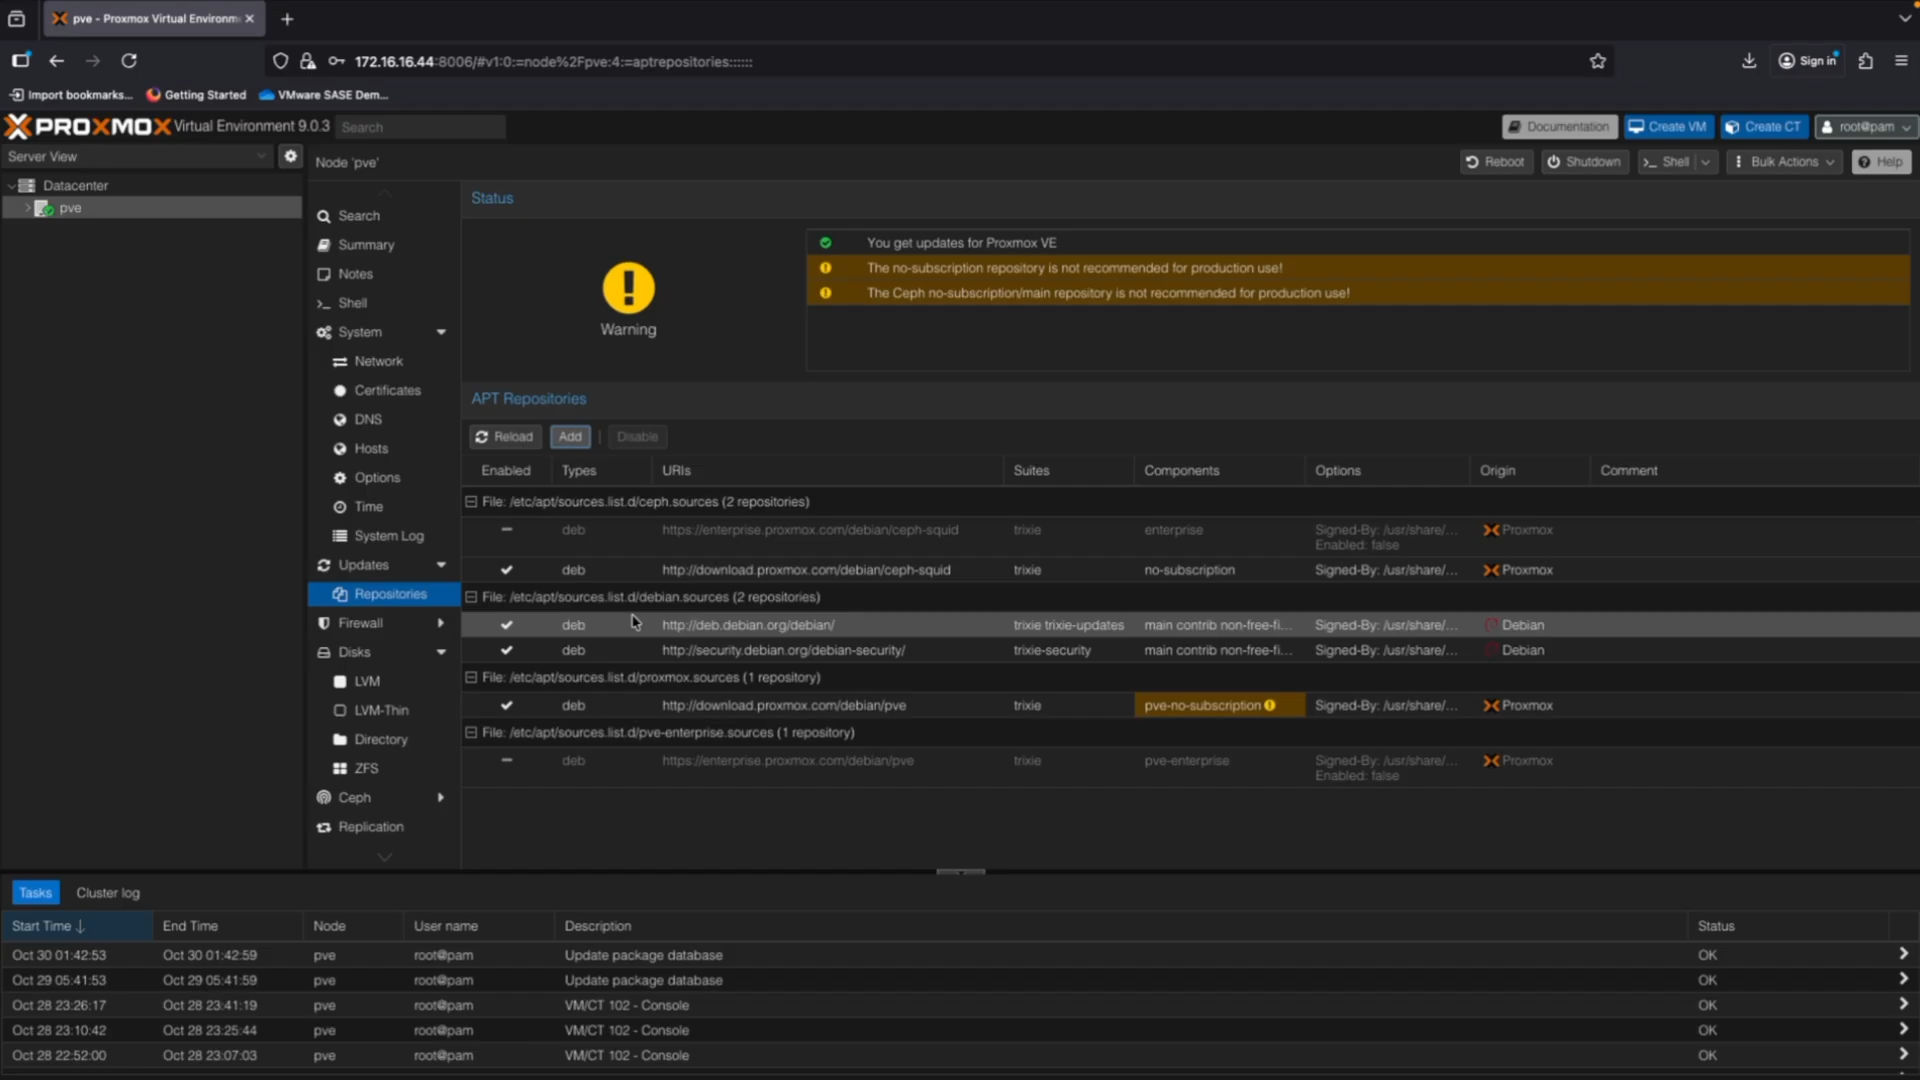 pve - Proxmox Virtual Environm
172.16.16.44:8006/#v1:0:=node%2Fpve:4:=aptrepositories::::::
Sign in
Import bookmarks...
Getting Started
VMware SASE Dem...
PROXMOX Virtual Environment 9.0.3
Search
Documentation
Create VM
Create CT
root@pam
Server View
Node 'pve'
Reboot
Shutdown
>_ Shell
Bulk Actions
Help
Datacenter
pve
Search
Summary
Notes
>_ Shell
System
Network
Certificates
DNS
Hosts
Options
Time
System Log
Updates
Repositories
Firewall
Disks
LVM
LVM-Thin
Directory
ZFS
Ceph
Replication
Status
Warning
You get updates for Proxmox VE
The no-subscription repository is not recommended for production use!
The Ceph no-subscription/main repository is not recommended for production use!
APT Repositories
Reload
Add
Disable
Enabled Types URIs Suites Components Options Origin Comment
File: /etc/apt/sources.list.d/ceph.sources (2 repositories)
deb https://enterprise.proxmox.com/debian/ceph-squid trixie enterprise Signed-By: /usr/share/... Proxmox
Enabled: false
deb http://download.proxmox.com/debian/ceph-squid trixie no-subscription Signed-By: /usr/share/... Proxmox
File: /etc/apt/sources.list.d/debian.sources (2 repositories)
deb http://deb.debian.org/debian/ trixie trixie-updates main contrib non-free-fi... Signed-By: /usr/share/... Debian
deb http://security.debian.org/debian-security/ trixie-security main contrib non-free-fi... Signed-By: /usr/share/... Debian
File: /etc/apt/sources.list.d/proxmox.sources (1 repository)
deb http://download.proxmox.com/debian/pve trixie pve-no-subscription Signed-By: /usr/share/... Proxmox
File: /etc/apt/sources.list.d/pve-enterprise.sources (1 repository)
deb https://enterprise.proxmox.com/debian/pve trixie pve-enterprise Signed-By: /usr/share/... Proxmox
Enabled: false
Tasks
Cluster log
Start Time End Time Node User name Description Status
Oct 30 01:42:53 Oct 30 01:42:59 pve root@pam Update package database OK
Oct 29 05:41:53 Oct 29 05:41:59 pve root@pam Update package database OK
Oct 28 23:26:17 Oct 28 23:41:19 pve root@pam VM/CT 102 - Console OK
Oct 28 23:10:42 Oct 28 23:25:44 pve root@pam VM/CT 102 - Console OK
Oct 28 22:52:00 Oct 28 23:07:03 pve root@pam VM/CT 102 - Console OK